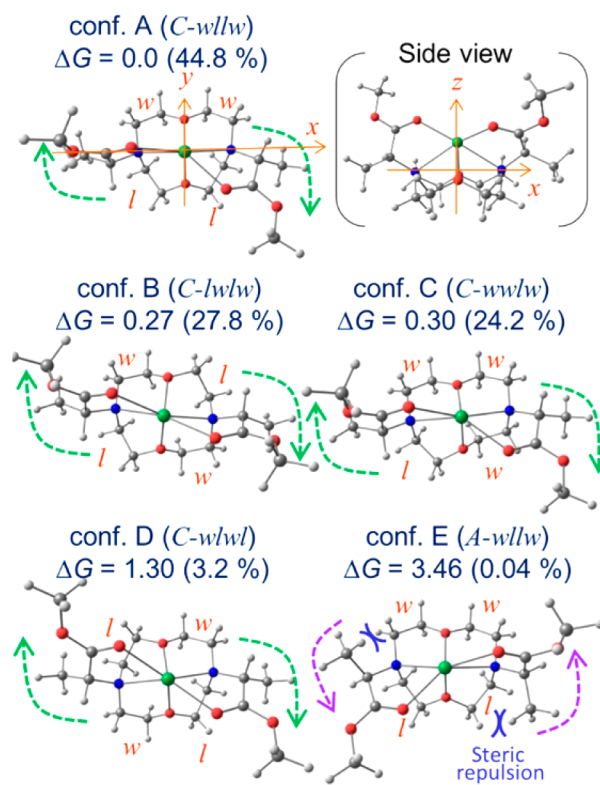 conf. A (C-wllw)
ΔG = 0.0 (44.8 %)
y
w w
x
l l
Side view
z
x
conf. B (C-lwlw)
ΔG = 0.27 (27.8 %)
w l
l w
conf. C (C-wwlw)
ΔG = 0.30 (24.2 %)
w w
l w
conf. D (C-wlwl)
ΔG = 1.30 (3.2 %)
l w
w l
conf. E (A-wllw)
ΔG = 3.46 (0.04 %)
w w
l l
Steric
repulsion